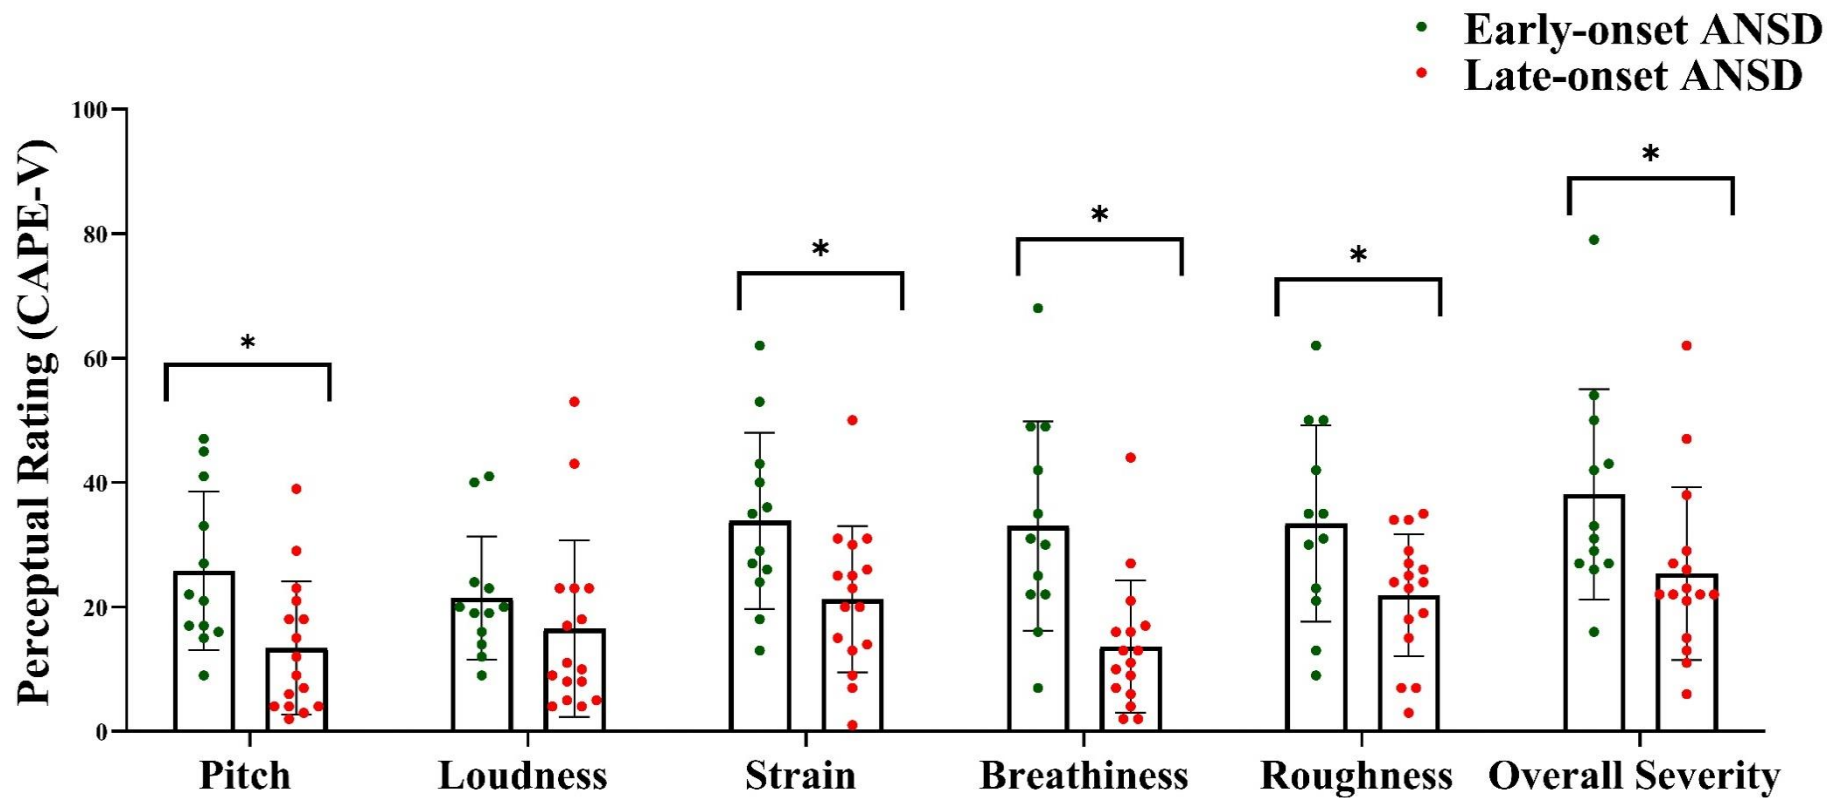 Early-onset ANSD
Late-onset ANSD
Perceptual Rating (CAPE-V)
100
80
60
40
20
0
*
*
*
*
*
Pitch
Loudness
Strain
Breathiness
Roughness
Overall Severity